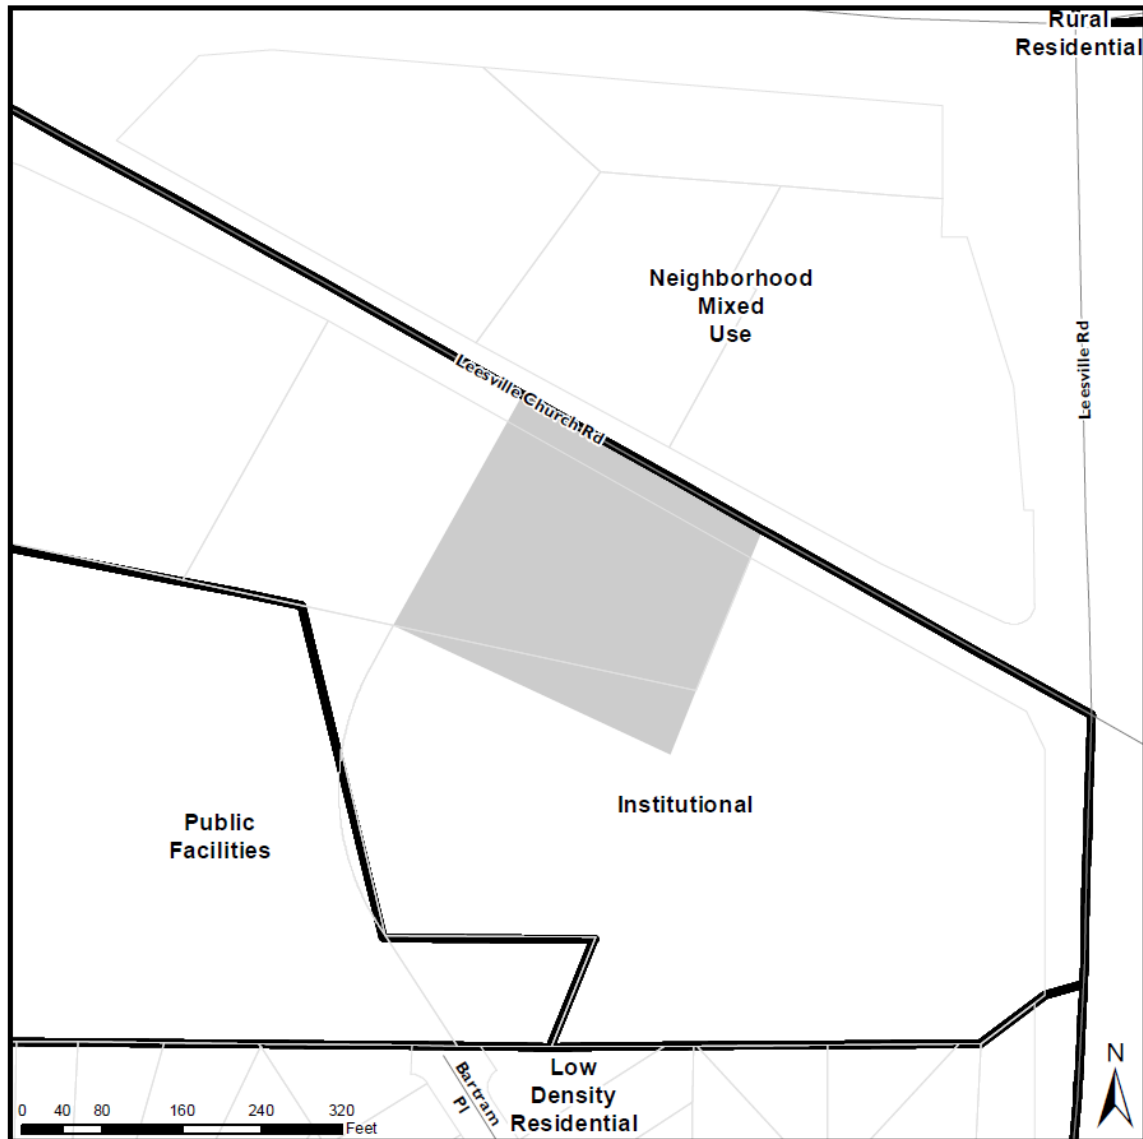 Rural
Residential
Neighborhood
Mixed
Use
Leesville Rd
Leesville Church Rd
Institutional
Public
Facilities
Low
Density
Residential
Bartram
Pl
N
0 40 80 160 240 320
Feet